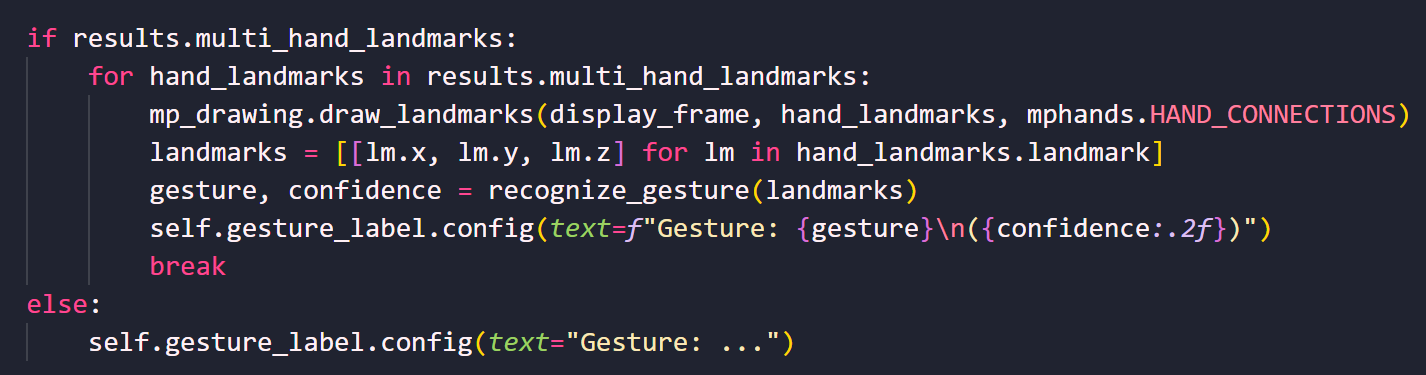 if results.multi_hand_landmarks:
    for hand_landmarks in results.multi_hand_landmarks:
        mp_drawing.draw_landmarks(display_frame, hand_landmarks, mphands.HAND_CONNECTIONS)
        landmarks = [[lm.x, lm.y, lm.z] for lm in hand_landmarks.landmark]
        gesture, confidence = recognize_gesture(landmarks)
        self.gesture_label.config(text=f"Gesture: {gesture}\n({confidence:.2f})")
        break
else:
    self.gesture_label.config(text="Gesture: ...")